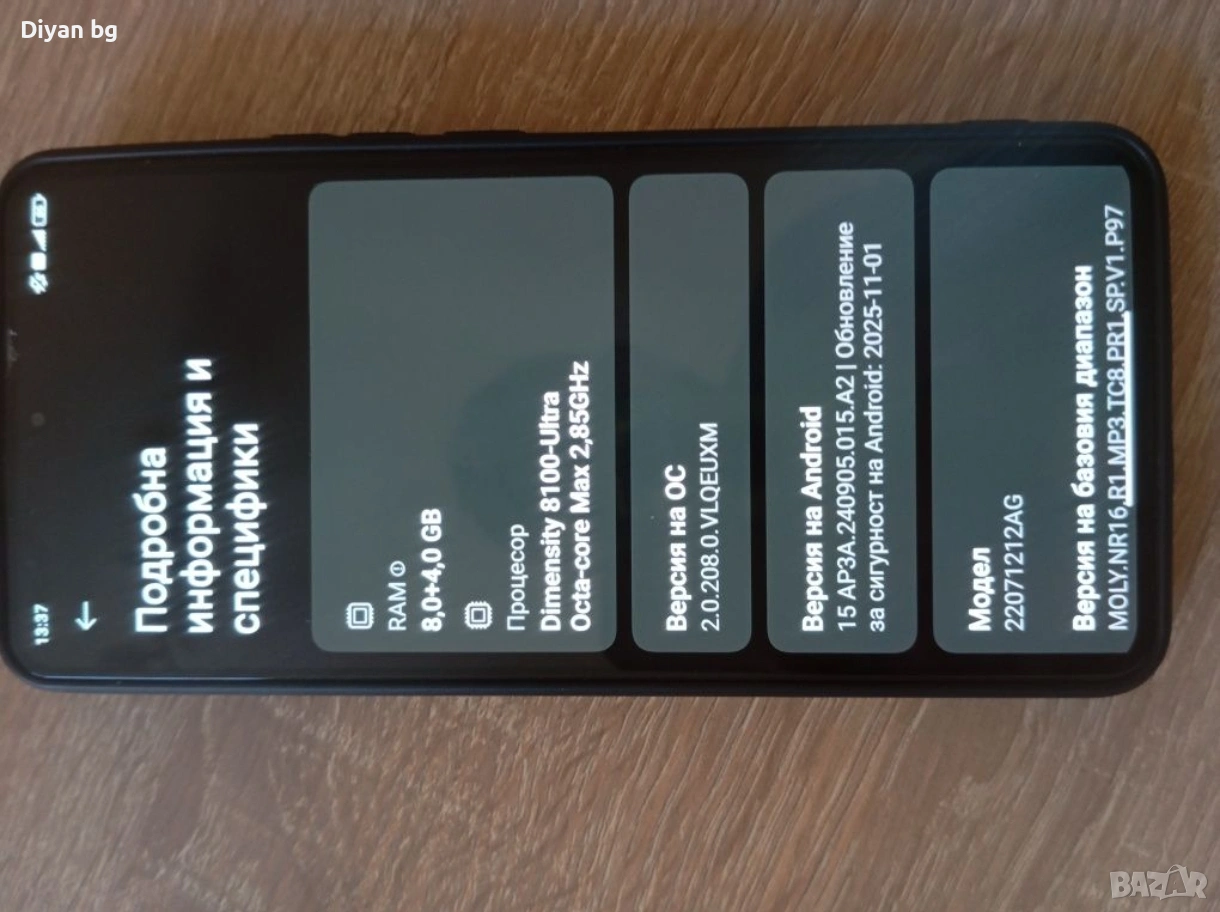 Diyan bg
13:37
Подробна
информация и
спецификации
RAM
8,0+4,0 GB
Процесор
Dimensity 8100-Ultra
Octa-core Max 2,85GHz
Версия на ОС
2.0.208.0.VLQEUXM
Версия на Android
15 AP3A.240905.015.A2 | Обновление
за сигурност на Android: 2025-11-01
Модел
22071212AG
Версия на базовия диапазон
MOLY.NR16.R1.MP3.TC8.PR1.SP.V1.P97
BAZAR